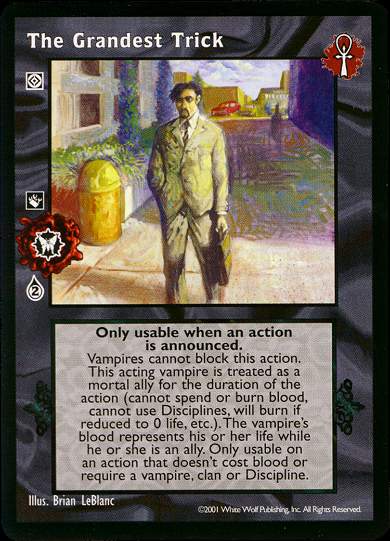 The Grandest Trick
2
Only usable when an action
is announced.
Vampires cannot block this action.
This acting vampire is treated as a
mortal ally for the duration of the
action (cannot spend or burn blood,
cannot use Disciplines, will burn if
reduced to 0 life, etc.). The vampire's
blood represents his or her life while
he or she is an ally. Only usable on
an action that doesn't cost blood or
require a vampire, clan or Discipline.
Illus. Brian LeBlanc
©2001 White Wolf Publishing, Inc. All Rights Reserved.